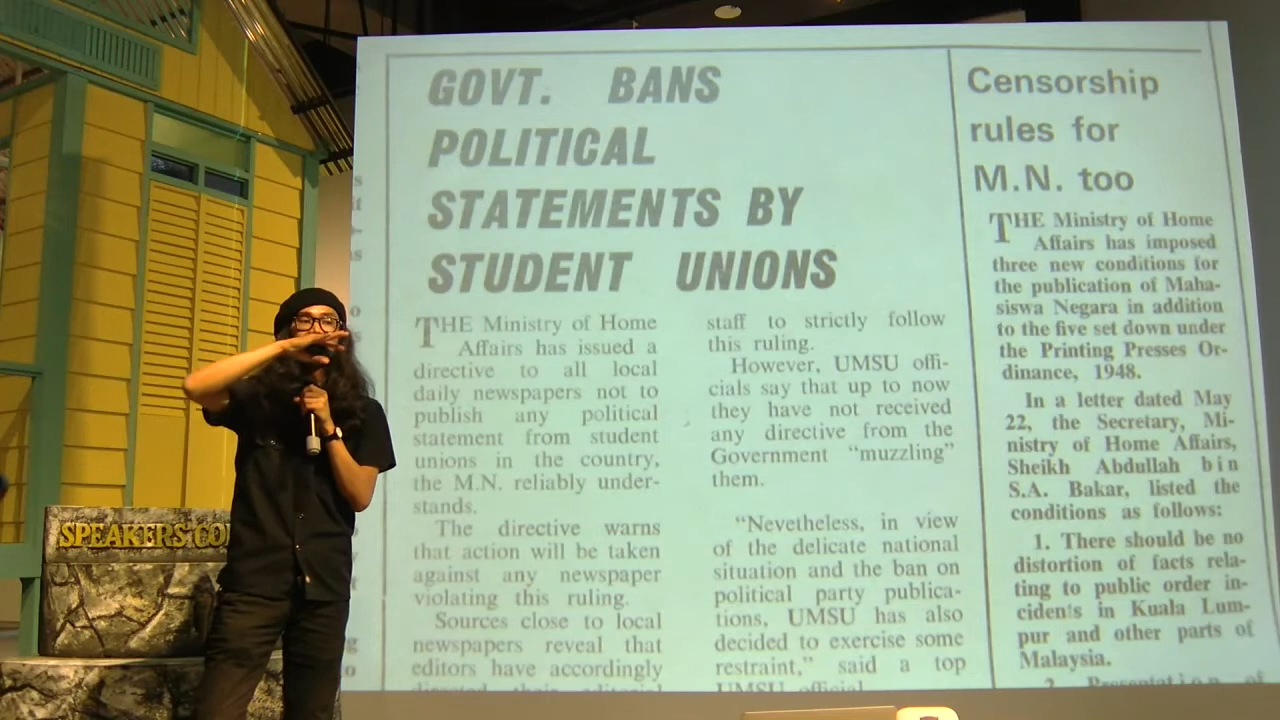 SPEAKERS' CO
GOVT. BANS
POLITICAL
STATEMENTS BY
STUDENT UNIONS
THE Ministry of Home
Affairs has issued a
directive to all local
daily newspapers not to
publish any political
statement from student
unions in the country,
the M.N. reliably under-
stands.
The directive warns
that action will be taken
against any newspaper
violating this ruling.
Sources close to local
newspapers reveal that
editors have accordingly
directed their editorial
staff to strictly follow
this ruling.
However, UMSU offi-
cials say that up to now
they have not received
any directive from the
Government "muzzling"
them.
"Nevetheless, in view
of the delicate national
situation and the ban on
political party publica-
tions, UMSU has also
decided to exercise some
restraint," said a top
UMSU official.
Censorship
rules for
M.N. too
THE Ministry of Home
Affairs has imposed
three new conditions for
the publication of Maha-
siswa Negara in addition
to the five set down under
the Printing Presses Or-
dinance, 1948.
In a letter dated May
22, the Secretary, Mi-
nistry of Home Affairs,
Sheikh Abdullah bin
S.A. Bakar, listed the
conditions as follows:
1. There should be no
distortion of facts rela-
ting to public order in-
cidents in Kuala Lum-
pur and other parts of
Malaysia.
2. Presentation of